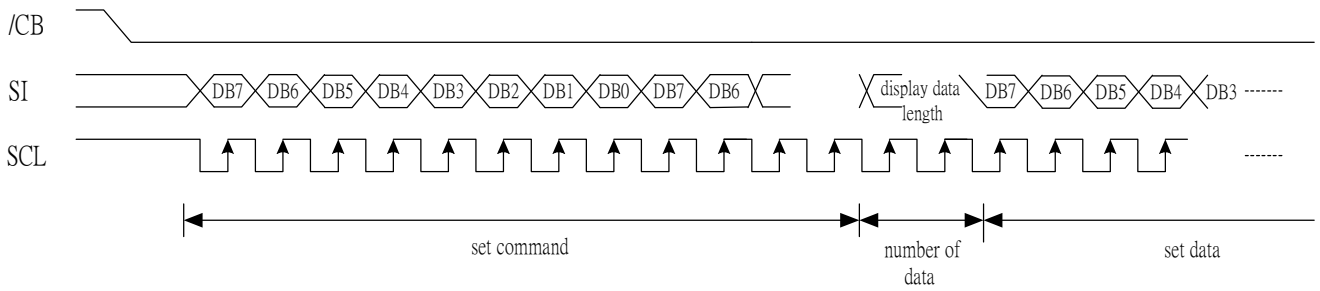 /CB
SI DB7 DB6 DB5 DB4 DB3 DB2 DB1 DB0 DB7 DB6 display data length DB7 DB6 DB5 DB4 DB3 ------
SCL ------
set command
number of data
set data